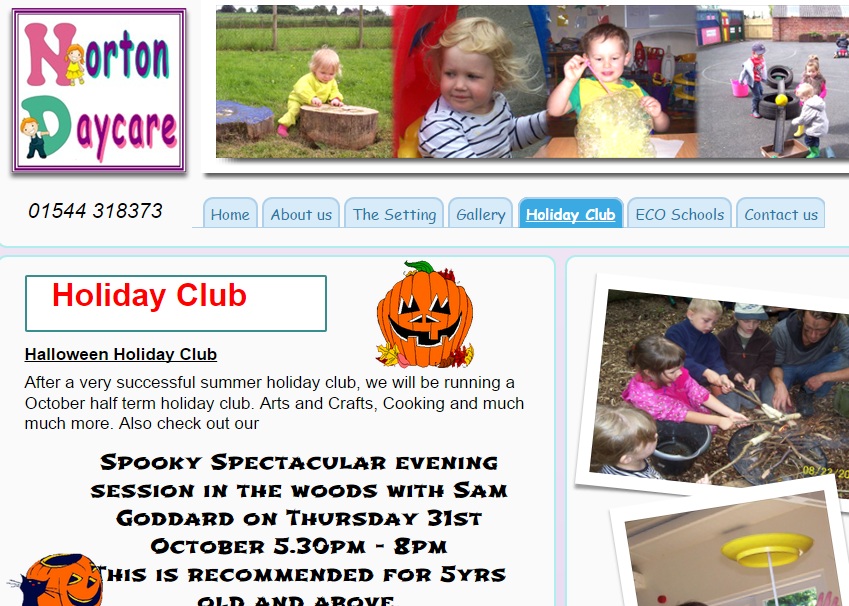 Norton
Daycare
01544 318373
Home
About us
The Setting
Gallery
Holiday Club
ECO Schools
Contact us
Holiday Club
Halloween Holiday Club
After a very successful summer holiday club, we will be running a
October half term holiday club. Arts and Crafts, Cooking and much
much more. Also check out our
Spooky Spectacular evening
session in the woods with Sam
Goddard on Thursday 31st
October 5.30pm - 8pm
This is recommended for 5yrs
old and above